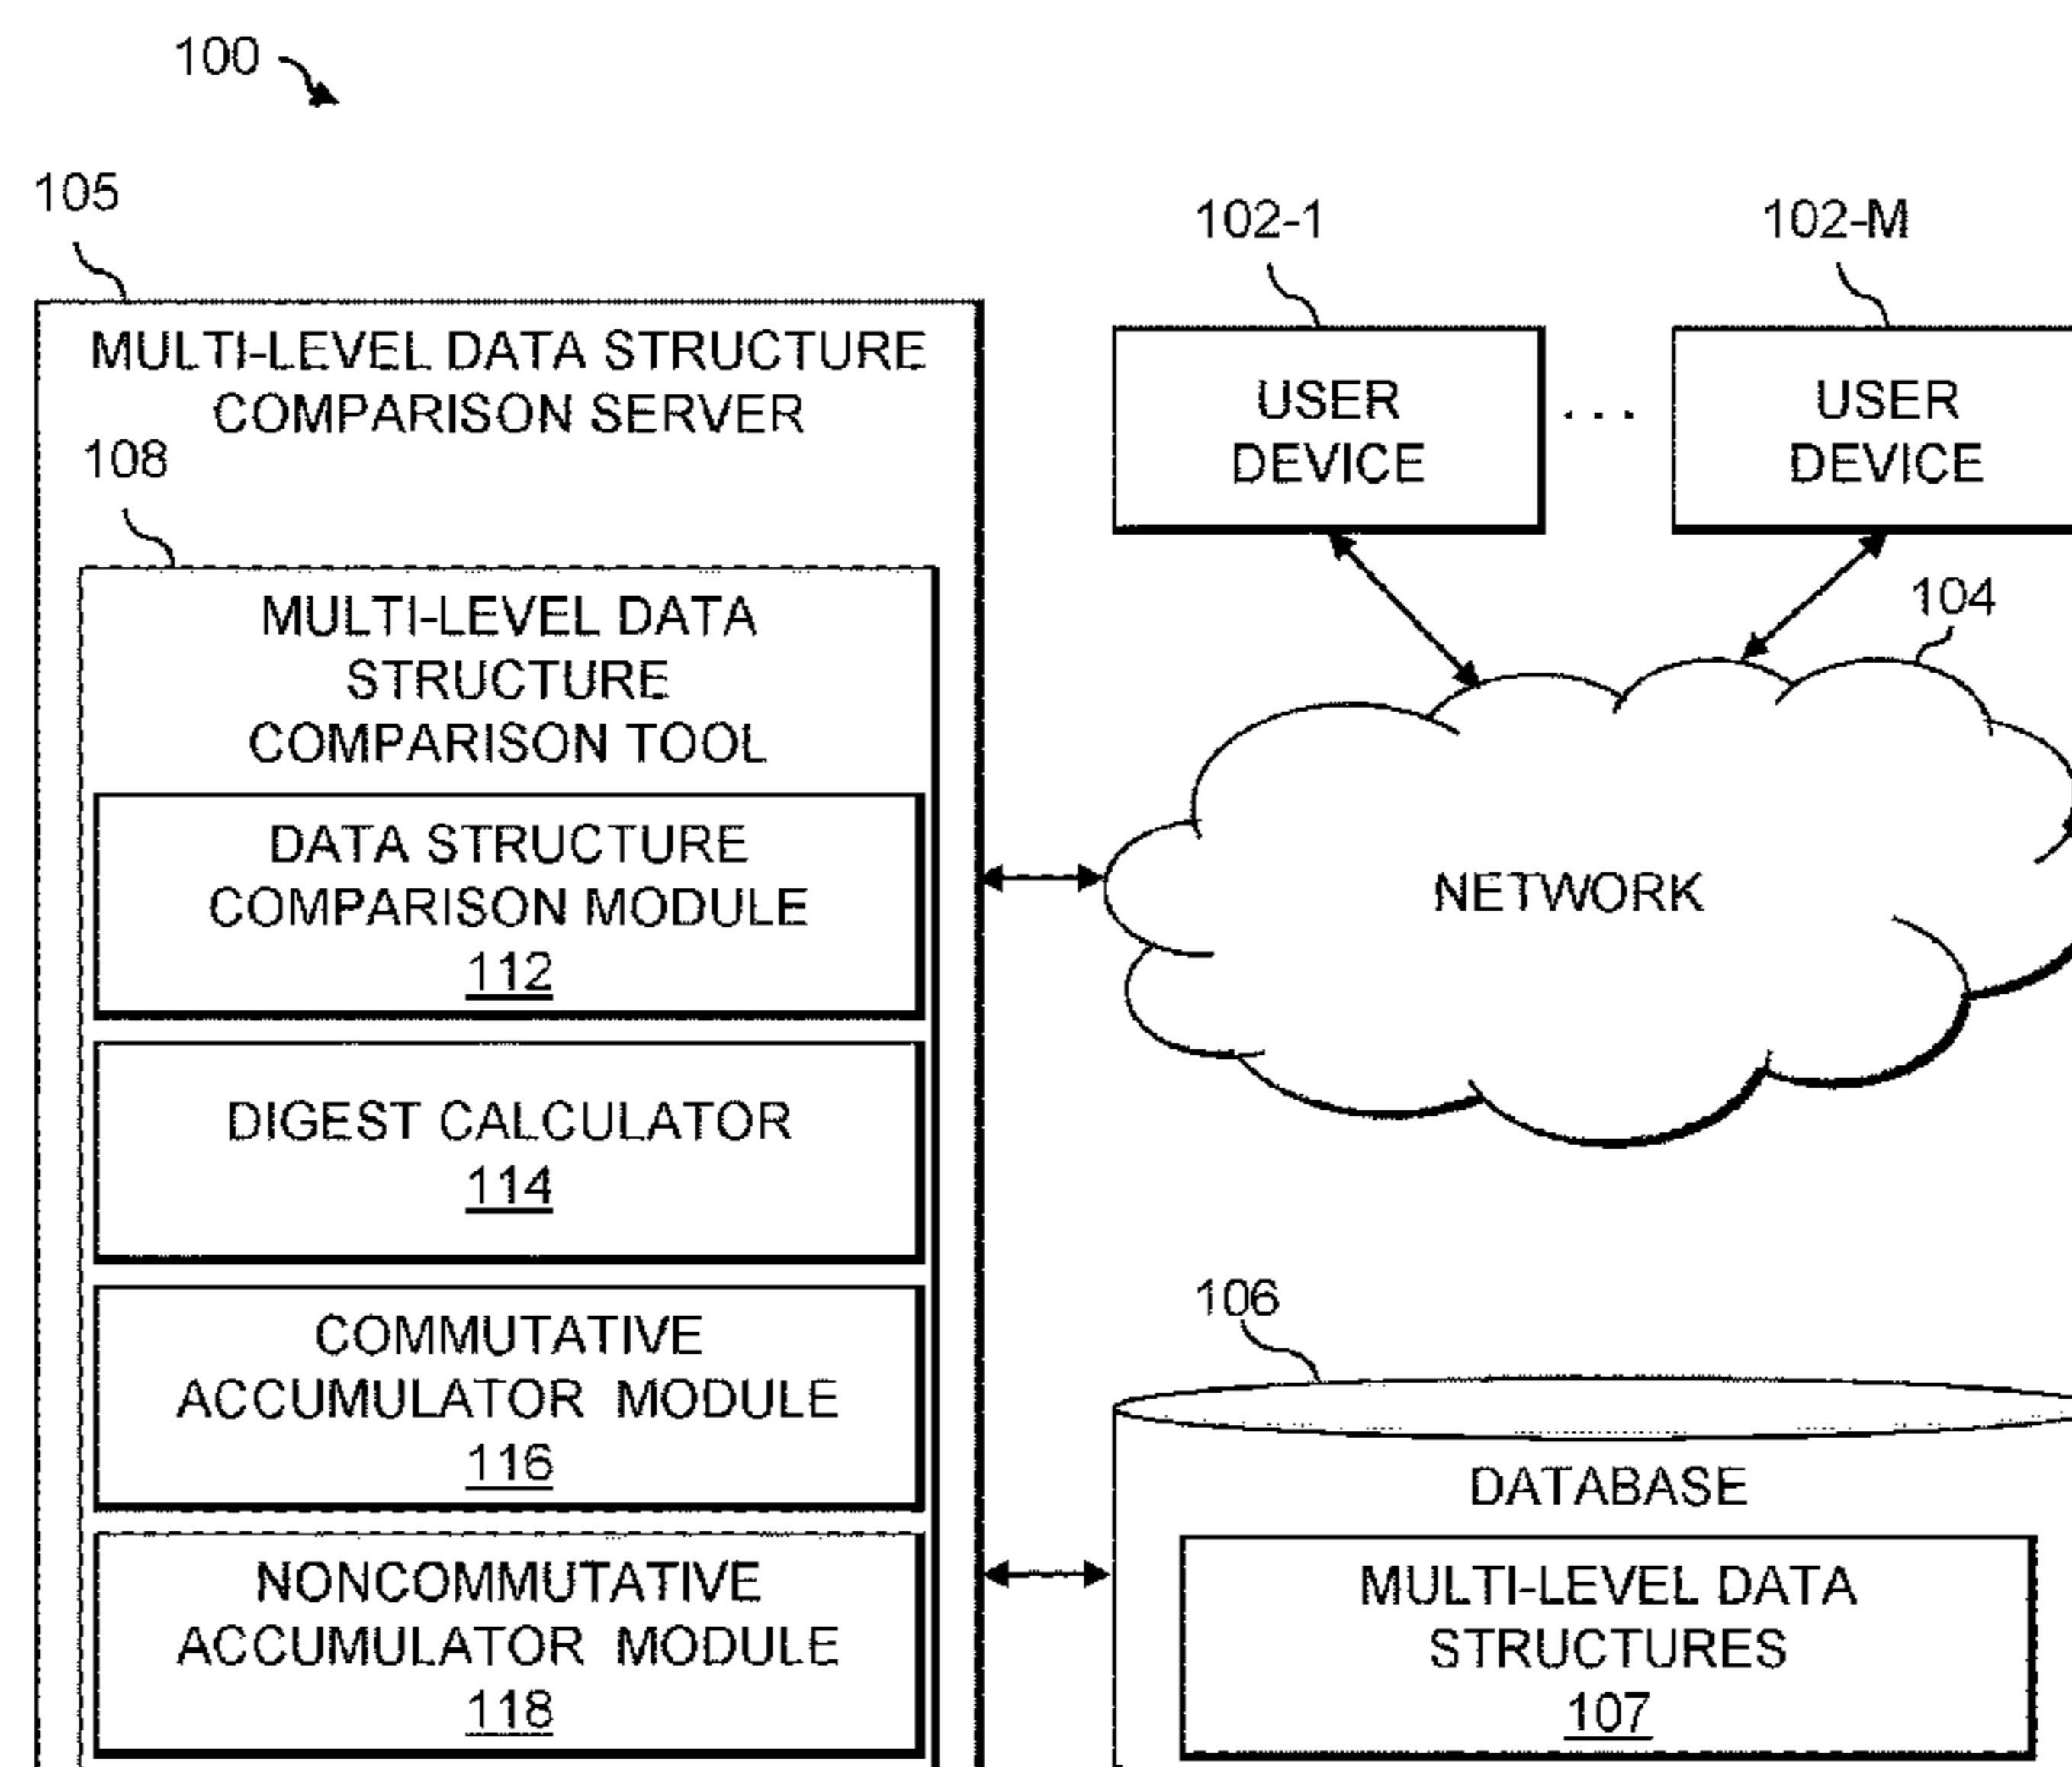 100
105
MULTI-LEVEL DATA STRUCTURE
COMPARISON SERVER
108
MULTI-LEVEL DATA
STRUCTURE
COMPARISON TOOL
DATA STRUCTURE
COMPARISON MODULE
112
DIGEST CALCULATOR
114
COMMUTATIVE
ACCUMULATOR MODULE
116
NONCOMMUTATIVE
ACCUMULATOR MODULE
118
102-1
USER
DEVICE
. . .
102-M
USER
DEVICE
104
NETWORK
106
DATABASE
MULTI-LEVEL DATA
STRUCTURES
107